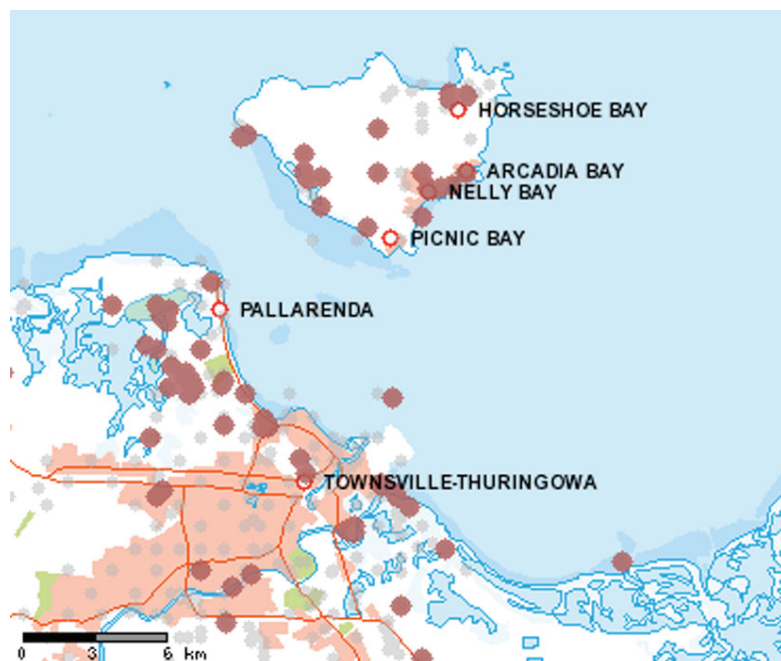 HORSESHOE BAY
ARCADIA BAY
NELLY BAY
PICNIC BAY
PALLARENDA
TOWNSVILLE-THURINGOWA
0 3 6 km